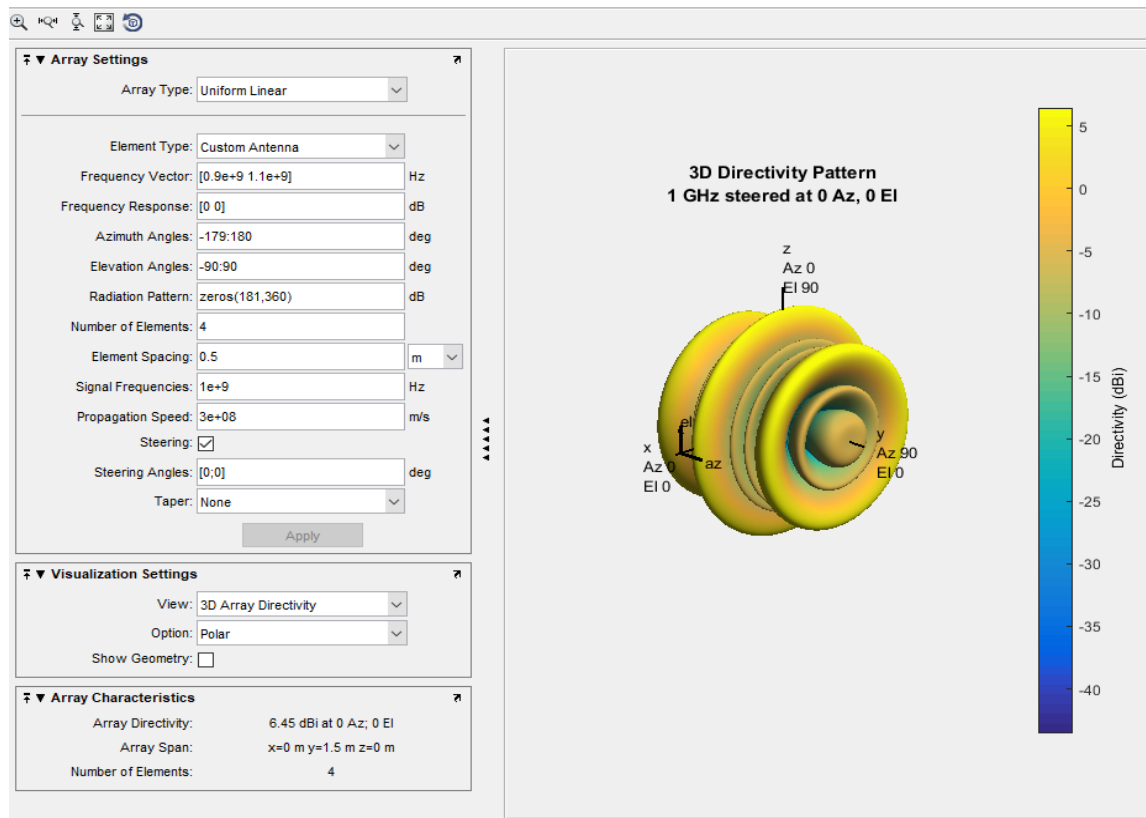 Array Settings
Array Type: Uniform Linear
Element Type: Custom Antenna
Frequency Vector: [0.9e+9 1.1e+9] Hz
Frequency Response: [0 0] dB
Azimuth Angles: -179:180 deg
Elevation Angles: -90:90 deg
Radiation Pattern: zeros(181,360) dB
Number of Elements: 4
Element Spacing: 0.5 m
Signal Frequencies: 1e+9 Hz
Propagation Speed: 3e+08 m/s
Steering:
Steering Angles: [0;0] deg
Taper: None
Apply
Visualization Settings
View: 3D Array Directivity
Option: Polar
Show Geometry:
Array Characteristics
Array Directivity: 6.45 dBi at 0 Az; 0 El
Array Span: x=0 m y=1.5 m z=0 m
Number of Elements: 4
3D Directivity Pattern
1 GHz steered at 0 Az, 0 El
z
Az 0
El 90
el
az
x
Az 0
El 0
y
Az 90
El 0
5
0
-5
-10
-15
-20
-25
-30
-35
-40
Directivity (dBi)